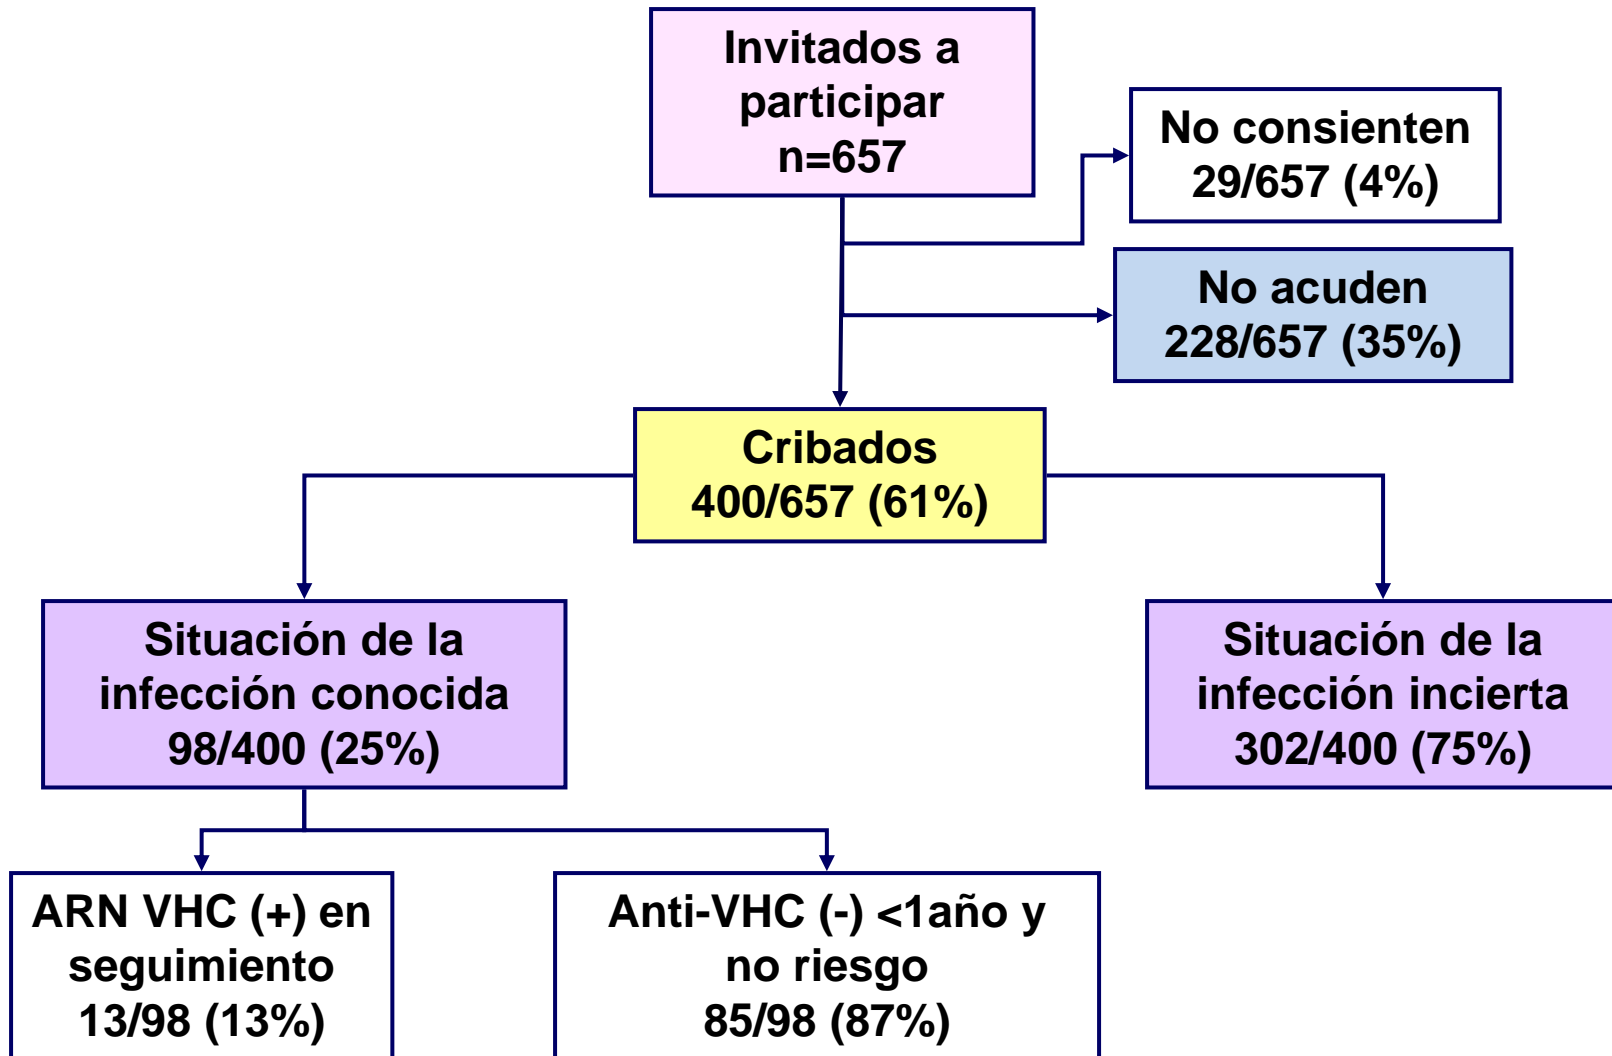 Invitados a
participar
n=657
No consienten
29/657 (4%)
No acuden
228/657 (35%)
Cribados
400/657 (61%)
Situación de la
infección conocida
98/400 (25%)
Situación de la
infección incierta
302/400 (75%)
ARN VHC (+) en
seguimiento
13/98 (13%)
Anti-VHC (-) <1año y
no riesgo
85/98 (87%)